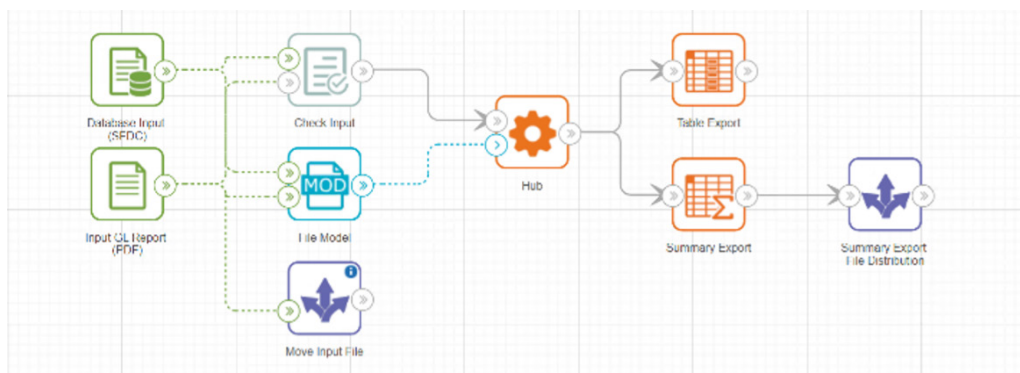 Database Input
(SFDC)
Check Input
Table Export
Hub
MOD
Input GL Report
(PDF)
File Model
Summary Export
Summary Export
File Distribution
i
Move Input File